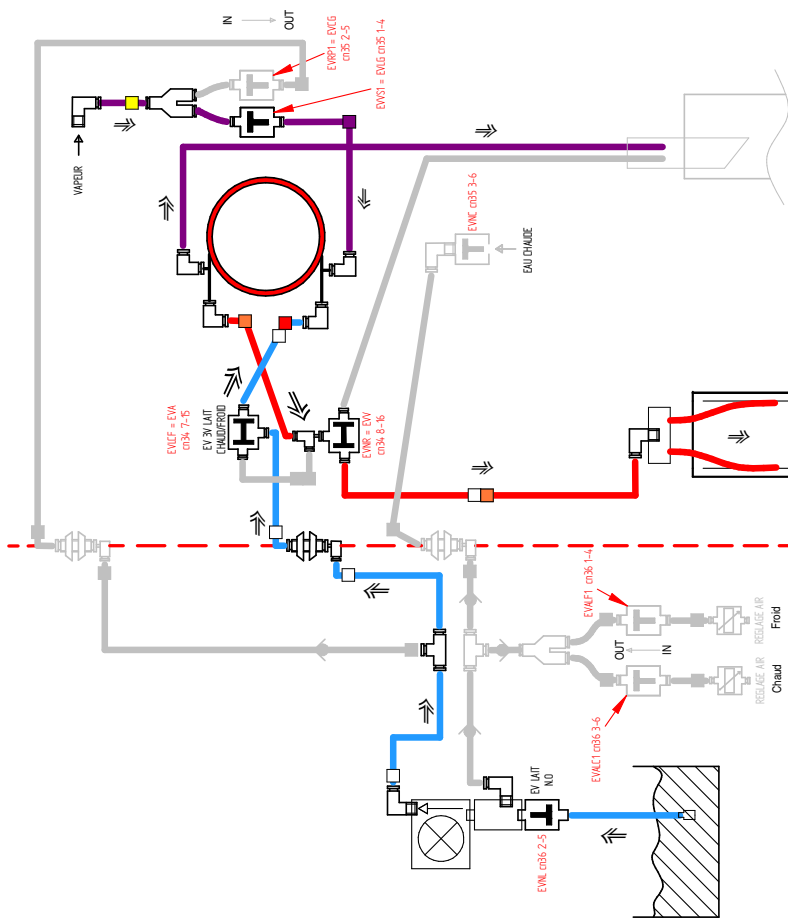 IN
OUT
EVRP1 = EVCG
cn35 2-5
EVVS1 = EVLG cn35 1-4
VAPEUR
EVNC cn35 3-6
EAU CHAUDE
EVLCF = EVA
cn34 7-15
EV 3V LAIT
CHAUD/FROID
EVNR = EVV
cn34 8-16
EVALF1 cn36 1-4
OUT
IN
REGLAGE AIR
Froid
REGLAGE AIR
Chaud
EVALC1 cn36 3-6
EV LAIT
N.O
EVNL cn36 2-5